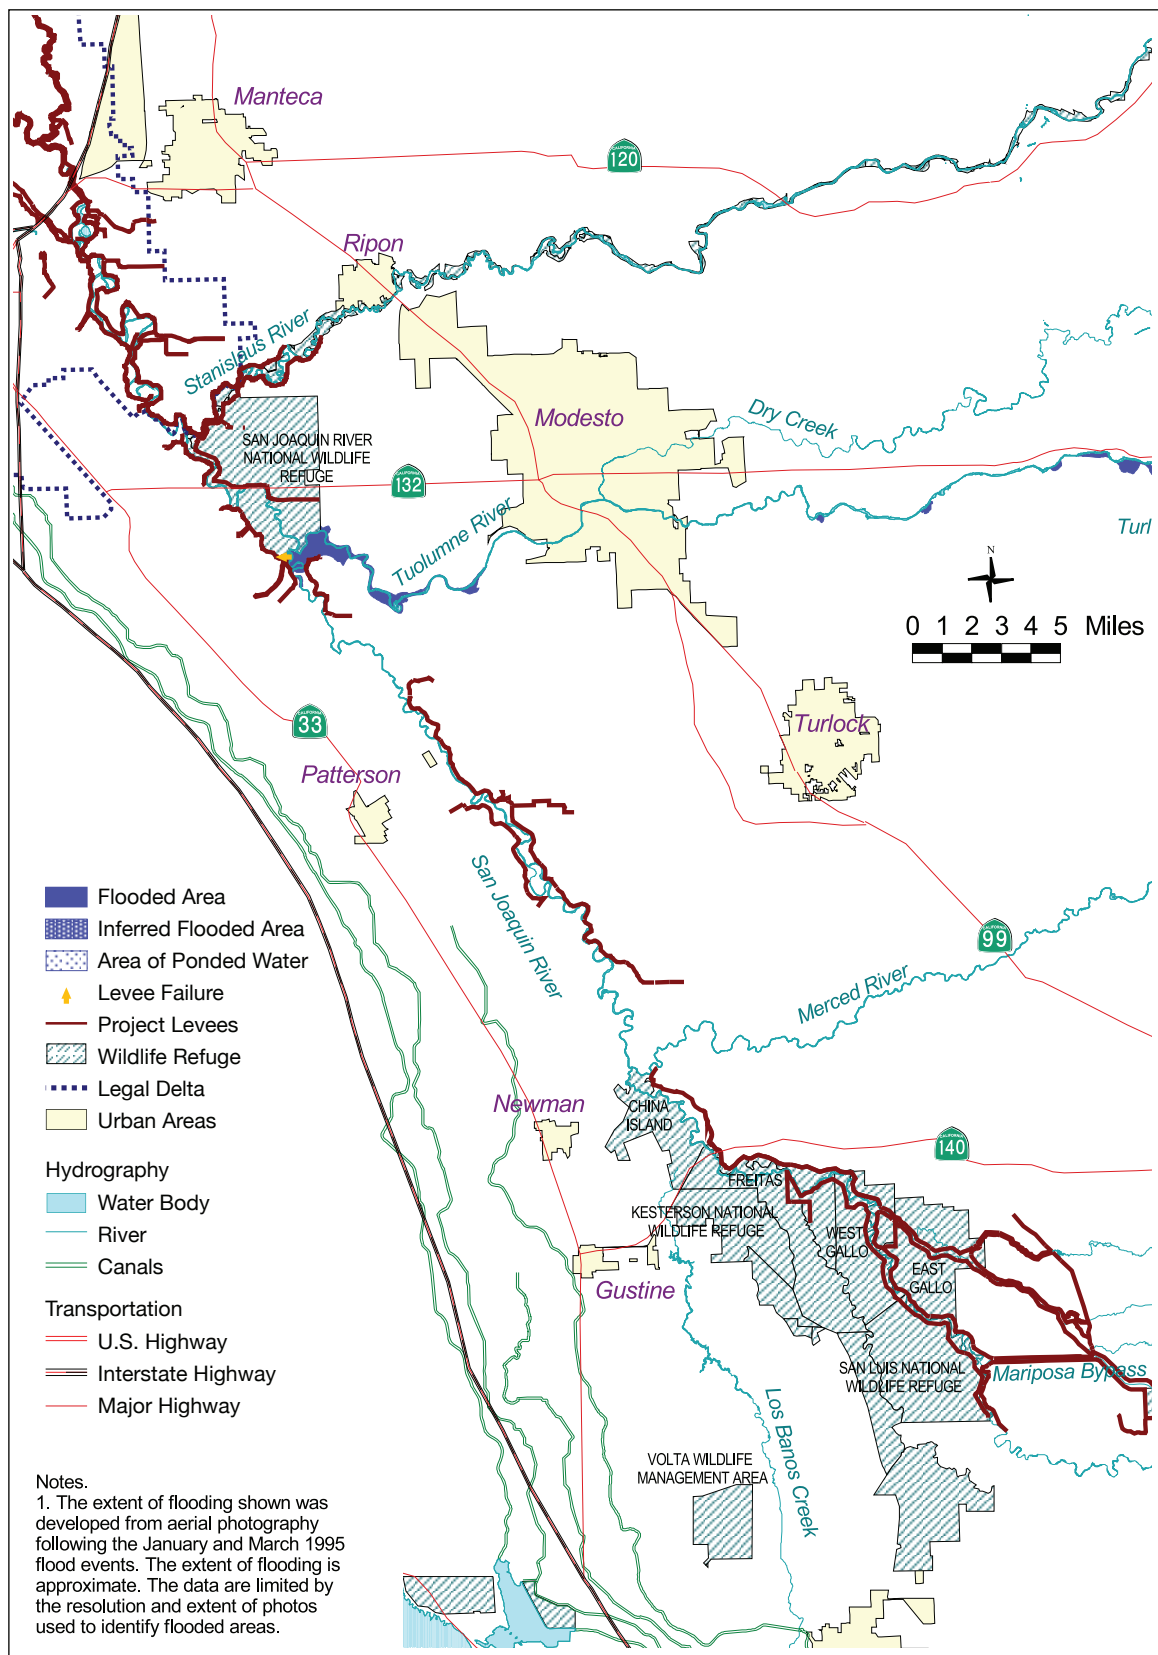 Manteca
CALIFORNIA
120
Ripon
Stanislaus River
Modesto
Dry Creek
SAN JOAQUIN RIVER
NATIONAL WILDLIFE
REFUGE
CALIFORNIA
132
Tuolumne River
Turl
N
0 1 2 3 4 5 Miles
CALIFORNIA
33
Turlock
Patterson
San Joaquin River
Flooded Area
Inferred Flooded Area
Area of Ponded Water
Levee Failure
Project Levees
Wildlife Refuge
Legal Delta
Urban Areas
CALIFORNIA
99
Merced River
Newman
CHINA
ISLAND
CALIFORNIA
140
FREITAS
KESTERSON NATIONAL
WILDLIFE REFUGE
WEST
GALLO
EAST
GALLO
Gustine
Hydrography
Water Body
River
Canals
Transportation
U.S. Highway
Interstate Highway
Major Highway
SAN LUIS NATIONAL
WILDLIFE REFUGE
Mariposa Bypass
Los Banos Creek
VOLTA WILDLIFE
MANAGEMENT AREA
Notes.
1. The extent of flooding shown was
developed from aerial photography
following the January and March 1995
flood events. The extent of flooding is
approximate. The data are limited by
the resolution and extent of photos
used to identify flooded areas.